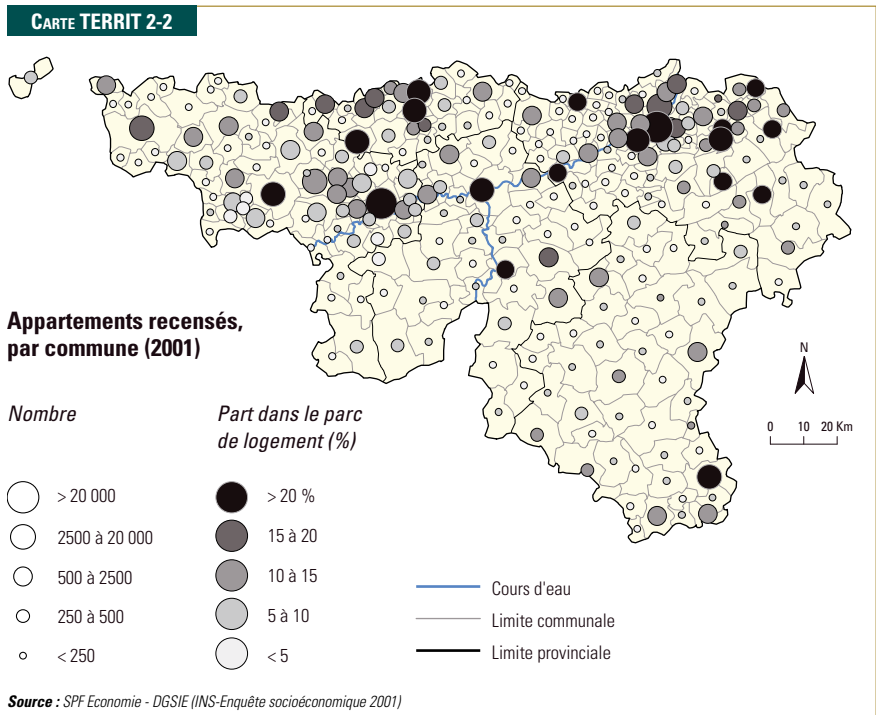 CARTE TERRIT 2-2
Appartements recensés,
par commune (2001)
Nombre
> 20 000
2500 à 20 000
500 à 2500
250 à 500
< 250
Part dans le parc
de logement (%)
> 20 %
15 à 20
10 à 15
5 à 10
< 5
Cours d'eau
Limite communale
Limite provinciale
N
0 10 20 Km
Source : SPF Economie - DGSIE (INS-Enquête socioéconomique 2001)